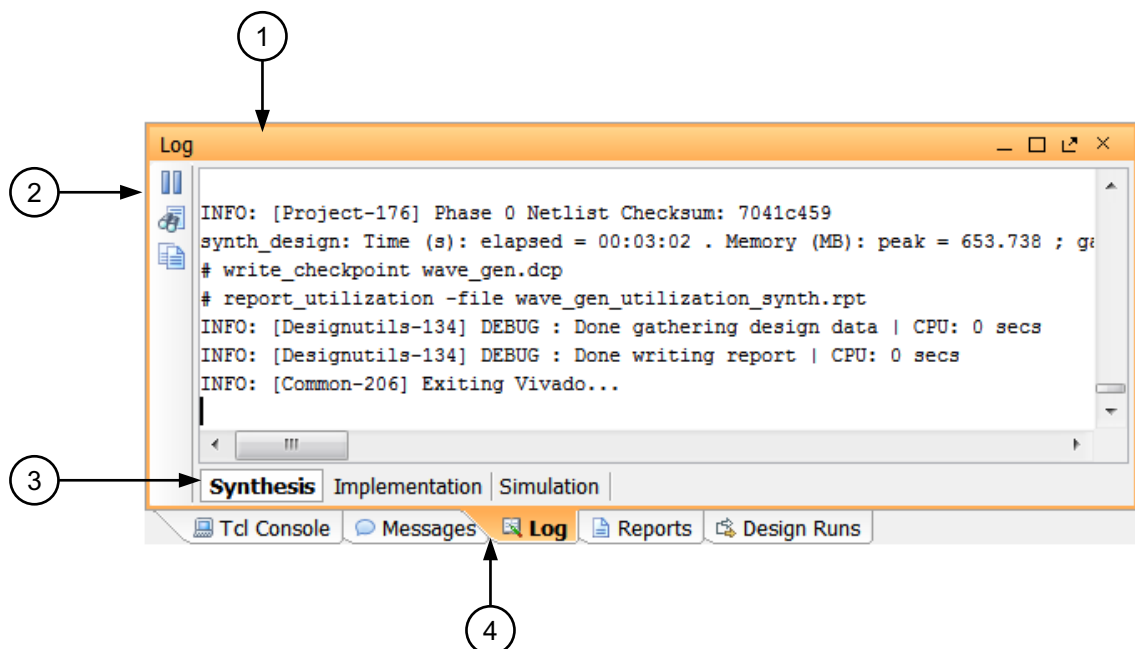 1
Log
2
INFO: [Project-176] Phase 0 Netlist Checksum: 7041c459
synth_design: Time (s): elapsed = 00:03:02 . Memory (MB): peak = 653.738 ; ga
# write_checkpoint wave_gen.dcp
# report_utilization -file wave_gen_utilization_synth.rpt
INFO: [Designutils-134] DEBUG : Done gathering design data | CPU: 0 secs
INFO: [Designutils-134] DEBUG : Done writing report | CPU: 0 secs
INFO: [Common-206] Exiting Vivado...
3
Synthesis Implementation Simulation
Tcl Console Messages Log Reports Design Runs
4